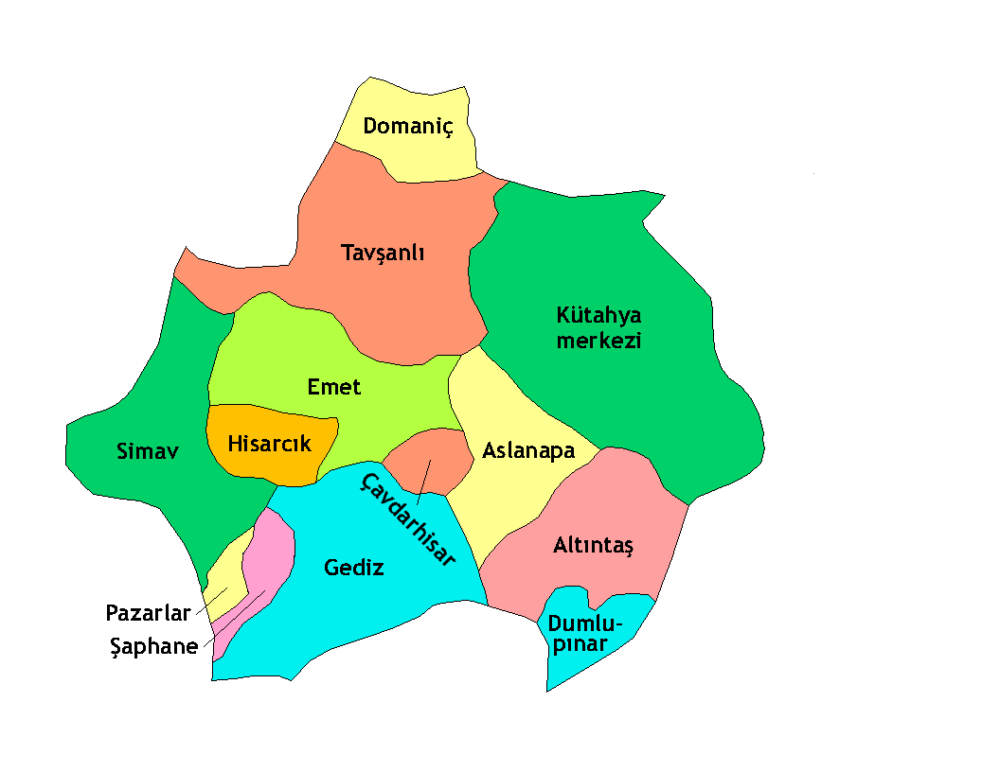 Domaniç
Tavşanlı
Kütahya
merkezi
Emet
Hisarcık
Simav
Aslanapa
Çavdarhisar
Altıntaş
Gediz
Pazarlar
Şaphane
Dumlu-
pınar